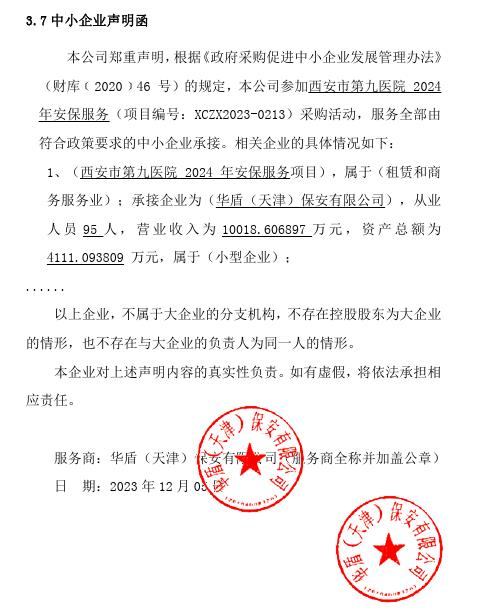 3.7 中小企业声明函
本公司郑重声明，根据《政府采购促进中小企业发展管理办法》
（财库﹝2020﹞46 号）的规定，本公司参加西安市第九医院 2024
年安保服务（项目编号：XCZX2023-0213）采购活动，服务全部由
符合政策要求的中小企业承接。相关企业的具体情况如下：
1、（西安市第九医院 2024 年安保服务项目），属于（租赁和商
务服务业）；承接企业为（华盾（天津）保安有限公司），从业
人员 95 人，营业收入为 10018.606897 万元，资产总额为
4111.093809 万元，属于（小型企业）；
......
以上企业，不属于大企业的分支机构，不存在控股股东为大企业
的情形，也不存在与大企业的负责人为同一人的情形。
本企业对上述声明内容的真实性负责。如有虚假，将依法承担相
应责任。
服务商：华盾（天津）保安有限公司（服务商全称并加盖公章）
日 期：2023 年 12 月 05
华盾（天津）保安有限公司
华盾（天津）保安有限公司